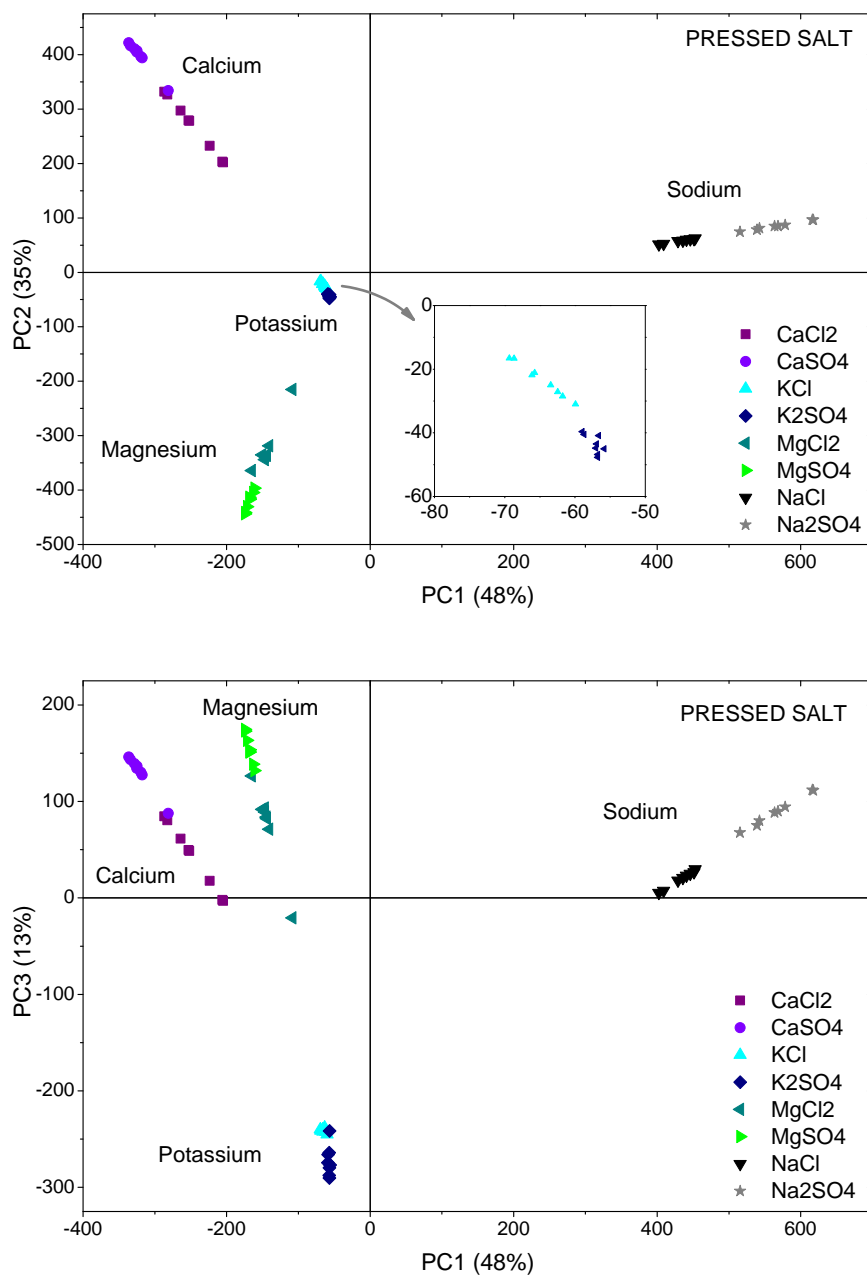 PRESSED SALT
Calcium
Sodium
Potassium
Magnesium
CaCl2
CaSO4
KCl
K2SO4
MgCl2
MgSO4
NaCl
Na2SO4
400
300
200
100
0
-100
-200
-300
-400
-500
PC2 (35%)
0
-20
-40
-60
-80
-70
-60
-50
-400
-200
0
200
400
600
PC1 (48%)
PRESSED SALT
Magnesium
Sodium
Calcium
Potassium
CaCl2
CaSO4
KCl
K2SO4
MgCl2
MgSO4
NaCl
Na2SO4
200
100
0
-100
-200
-300
PC3 (13%)
-400
-200
0
200
400
600
PC1 (48%)